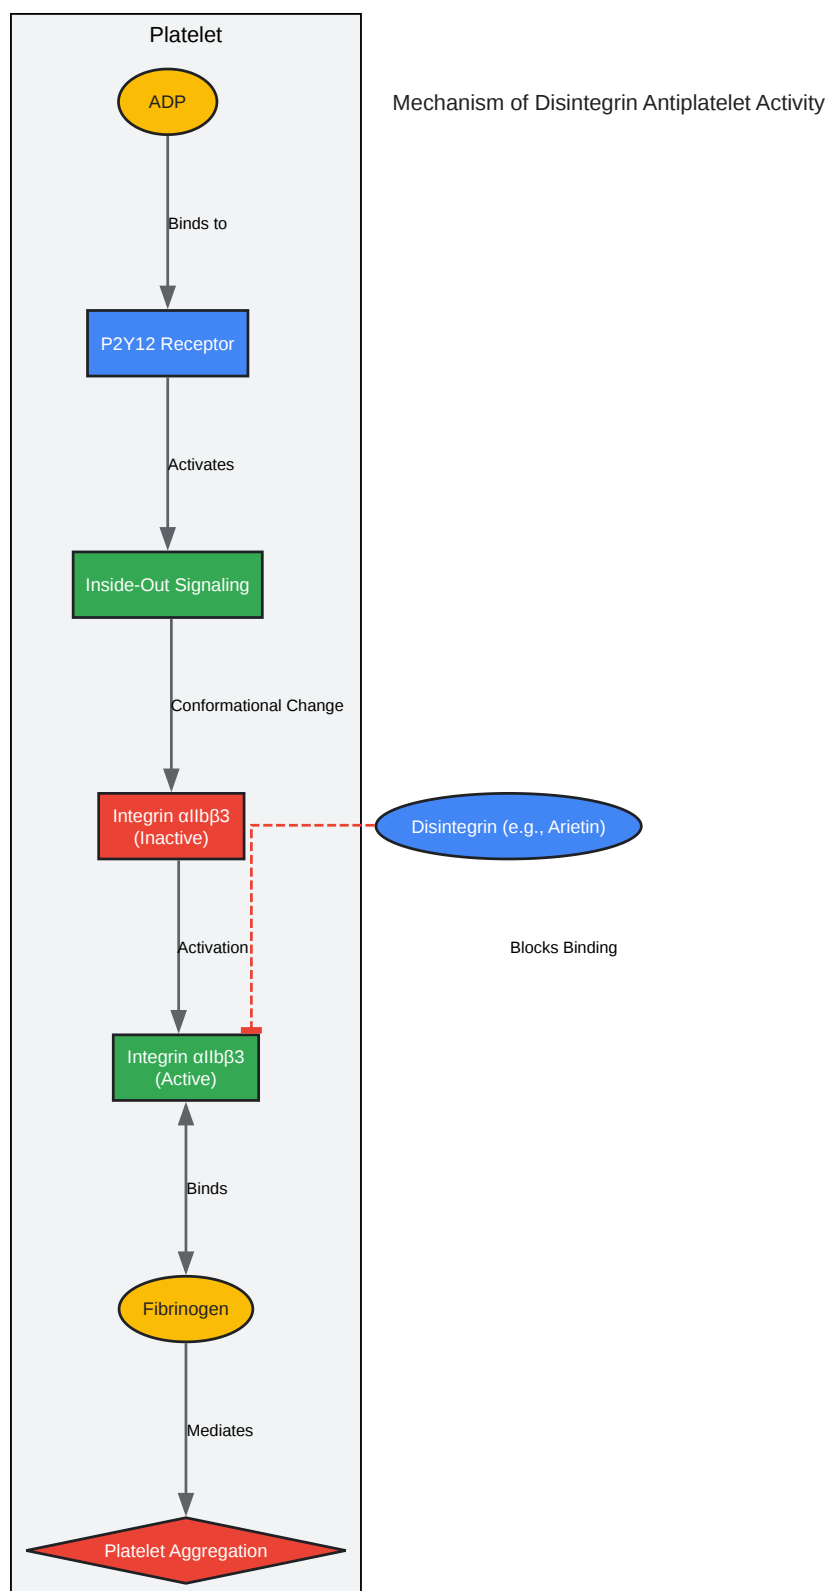 Platelet
ADP
Mechanism of Disintegrin Antiplatelet Activity
Binds to
P2Y12 Receptor
Activates
Inside-Out Signaling
Conformational Change
Integrin αIIbβ3
(Inactive)
Disintegrin (e.g., Arietin)
Activation
Blocks Binding
Integrin αIIbβ3
(Active)
Binds
Fibrinogen
Mediates
Platelet Aggregation